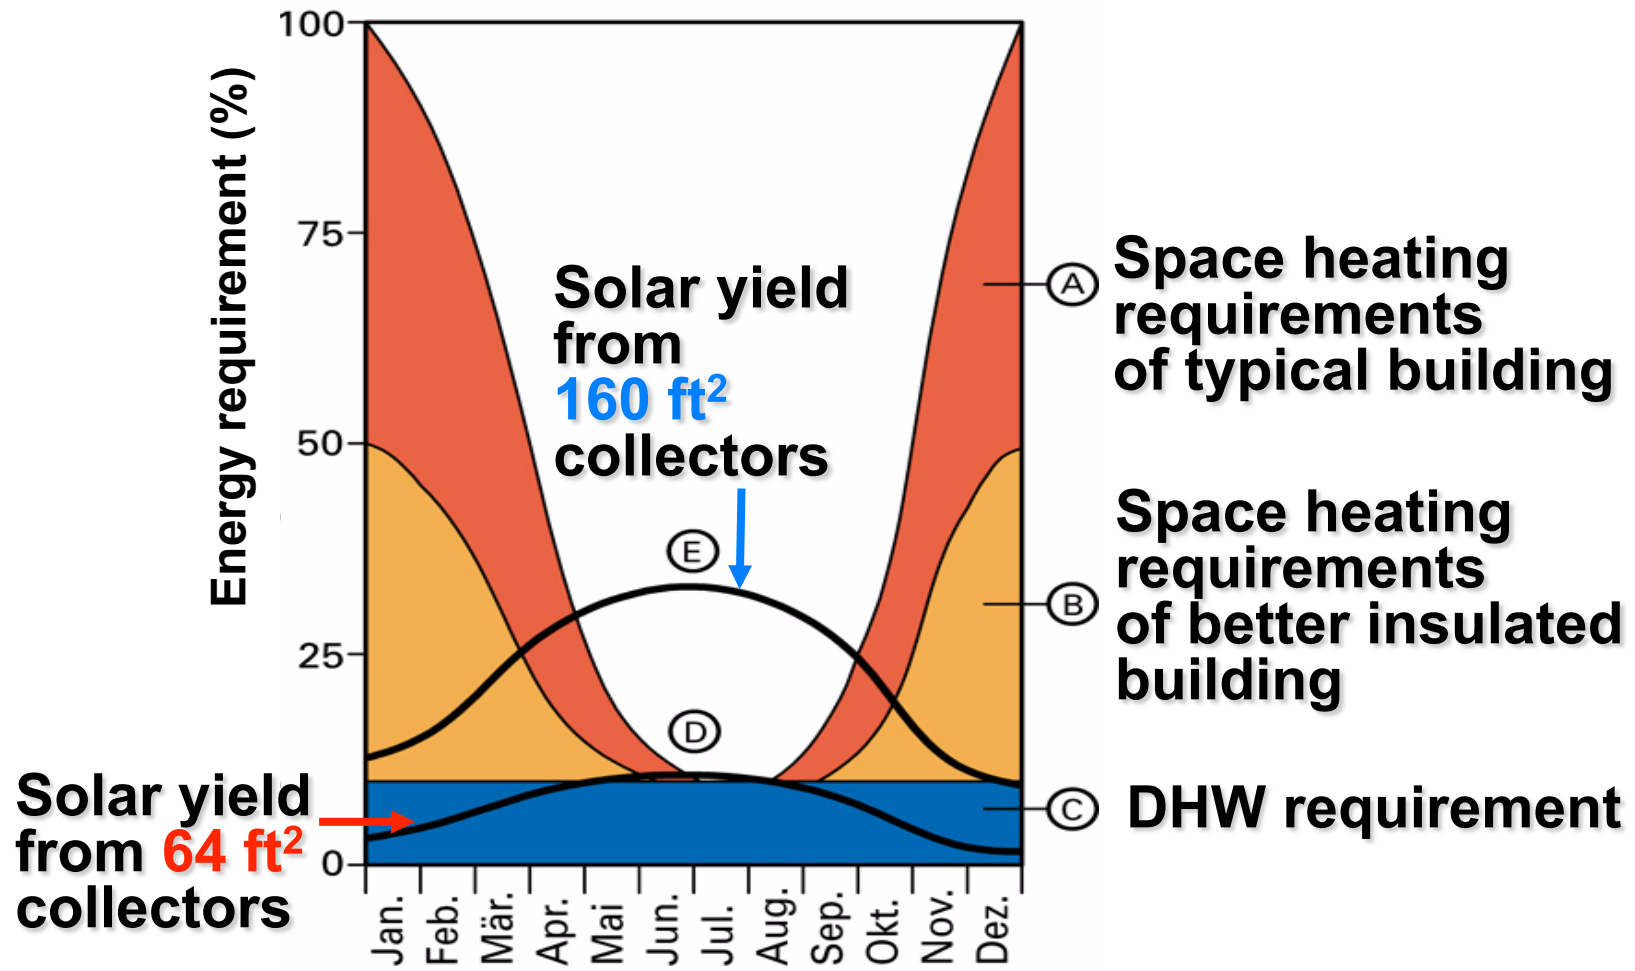 Energy requirement (%)
100
75
50
25
0
Solar yield
from
160 ft²
collectors
E
D
A
Space heating
requirements
of typical building
B
Space heating
requirements
of better insulated
building
C
DHW requirement
Solar yield
from 64 ft²
collectors
Jan.
Feb.
Mär.
Apr.
Mai
Jun.
Jul.
Aug.
Sep.
Okt.
Nov.
Dez.